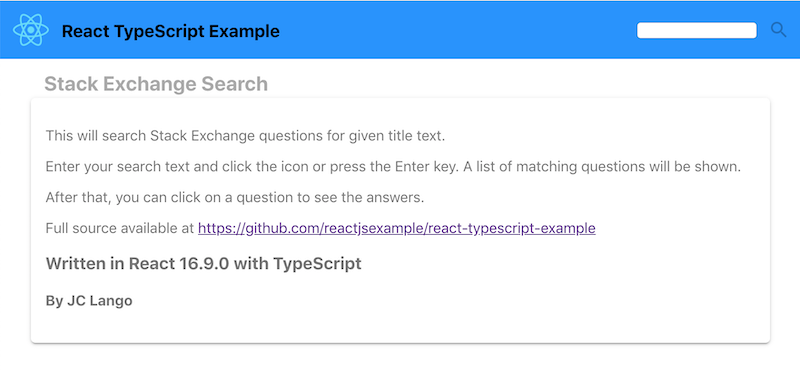 React TypeScript Example
Stack Exchange Search
This will search Stack Exchange questions for given title text.
Enter your search text and click the icon or press the Enter key. A list of matching questions will be shown.
After that, you can click on a question to see the answers.
Full source available at https://github.com/reactjsexample/react-typescript-example
Written in React 16.9.0 with TypeScript
By JC Lango